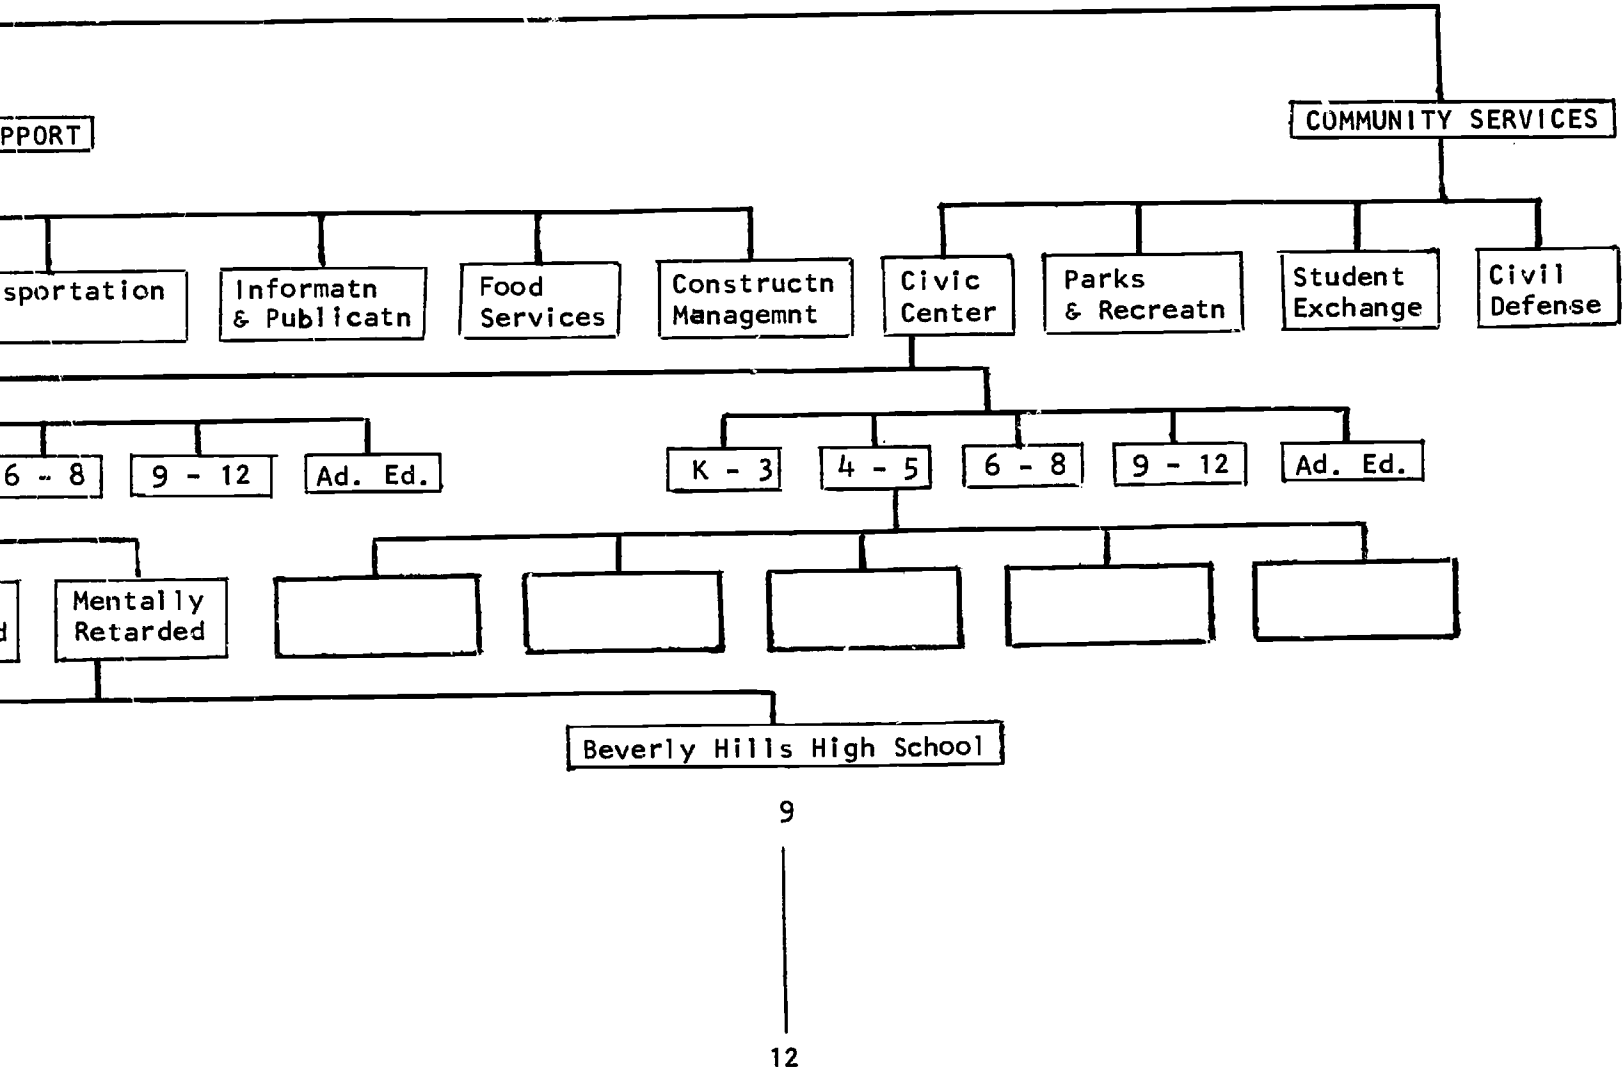 COMMUNITY SERVICES
PPORT
sportation
Informatn
& Publicatn
Food
Services
Constructn
Managemnt
Civic
Center
Parks
& Recreatn
Student
Exchange
Civil
Defense
6 - 8
9 - 12
Ad. Ed.
K - 3
4 - 5
6 - 8
9 - 12
Ad. Ed.
d
Mentally
Retarded
Beverly Hills High School
9
12